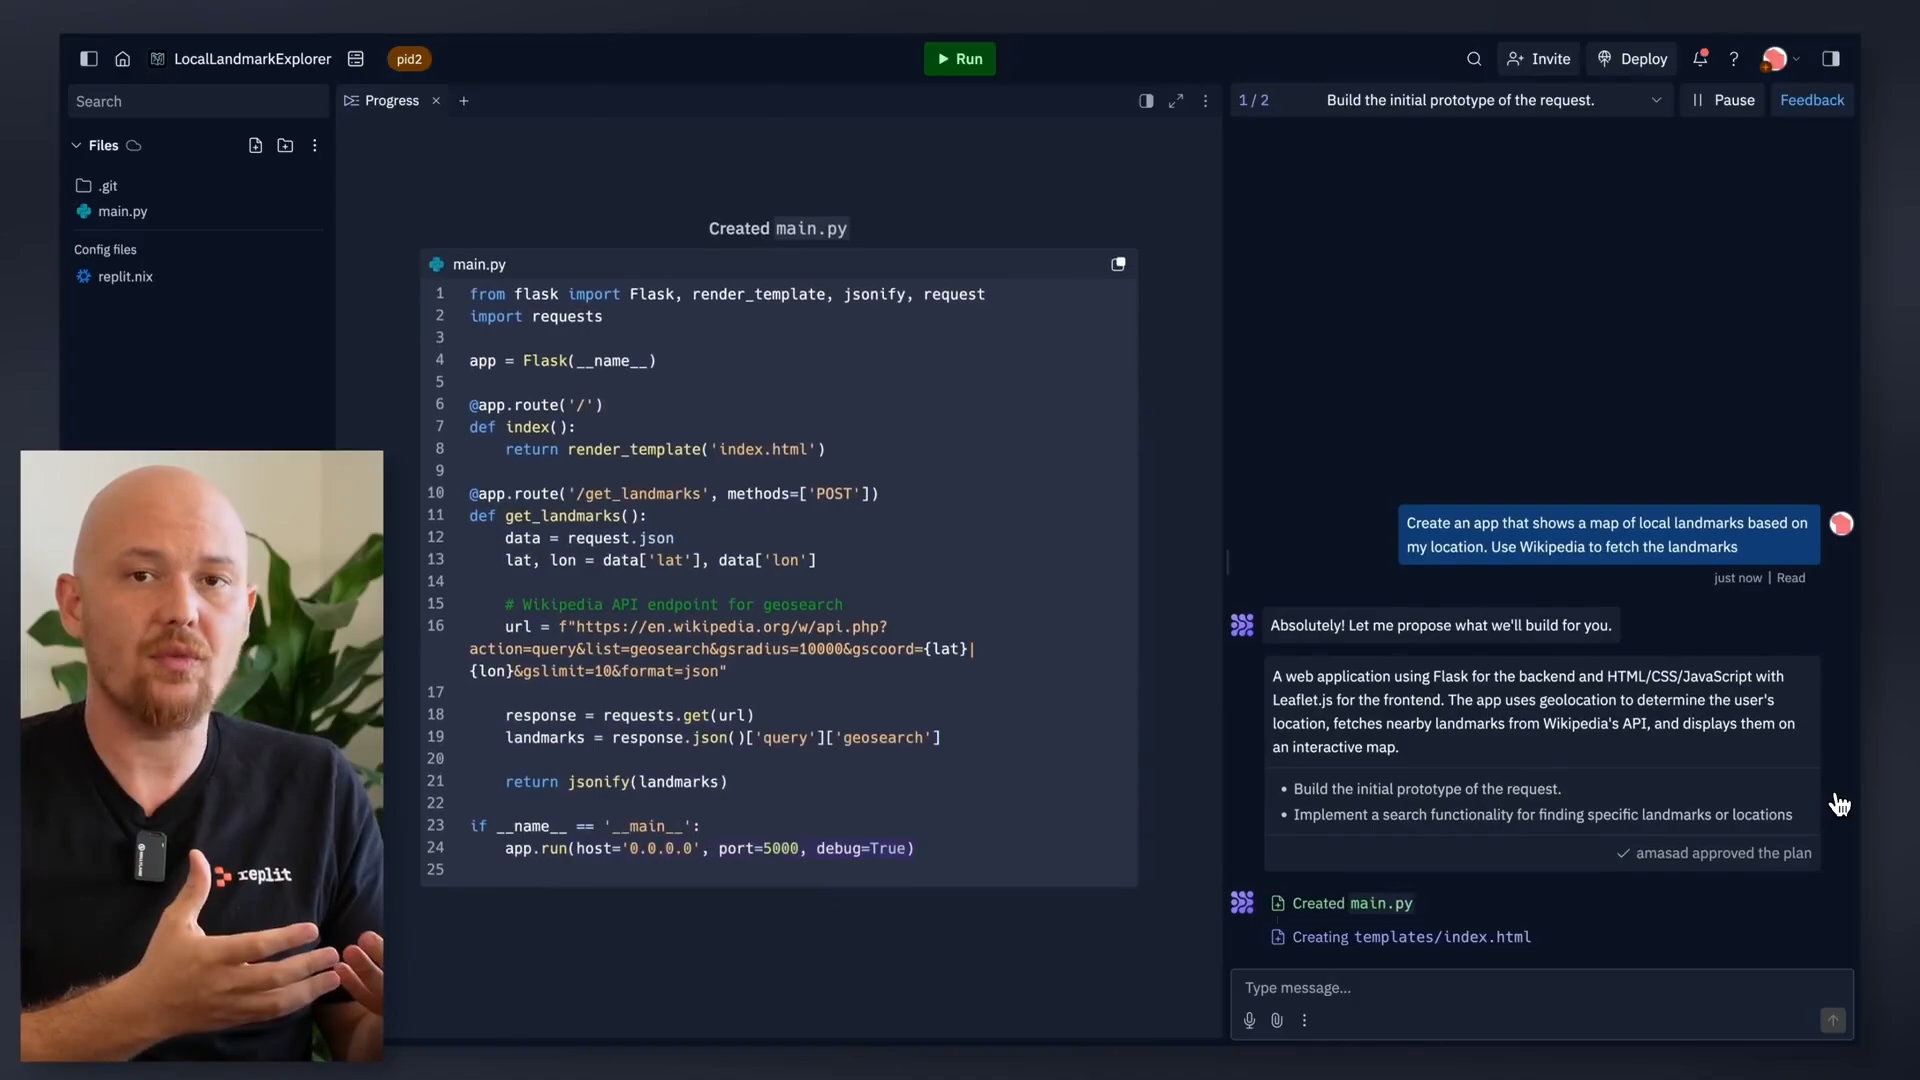 LocalLandmarkExplorer
pid2
Run
Invite
Deploy
?
Search
Files
.git
main.py
Config files
replit.nix
Progress
Created main.py
main.py
1 from flask import Flask, render_template, jsonify, request
2 import requests
3
4 app = Flask(__name__)
5
6 @app.route('/')
7 def index():
8 return render_template('index.html')
9
10 @app.route('/get_landmarks', methods=['POST'])
11 def get_landmarks():
12 data = request.json
13 lat, lon = data['lat'], data['lon']
14
15 # Wikipedia API endpoint for geosearch
16 url = f"https://en.wikipedia.org/w/api.php?
action=query&list=geosearch&gsradius=10000&gscoord={lat}|
{lon}&gslimit=10&format=json"
17
18 response = requests.get(url)
19 landmarks = response.json()['query']['geosearch']
20
21 return jsonify(landmarks)
22
23 if __name__ == '__main__':
24 app.run(host='0.0.0.0', port=5000, debug=True)
25
1 / 2
Build the initial prototype of the request.
Pause
Feedback
Create an app that shows a map of local landmarks based on
my location. Use Wikipedia to fetch the landmarks
just now | Read
Absolutely! Let me propose what we'll build for you.
A web application using Flask for the backend and HTML/CSS/JavaScript with
Leaflet.js for the frontend. The app uses geolocation to determine the user's
location, fetches nearby landmarks from Wikipedia's API, and displays them on
an interactive map.
• Build the initial prototype of the request.
• Implement a search functionality for finding specific landmarks or locations
amasad approved the plan
Created main.py
Creating templates/index.html
Type message...
replit